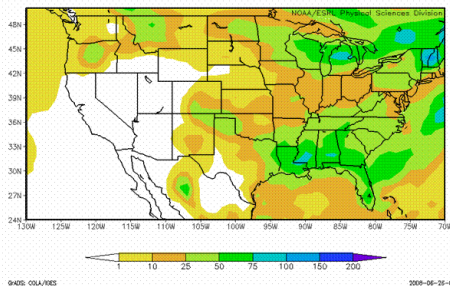 NOAA/ESRL Physical Sciences Division
48N
45N
42N
39N
36N
33N
30N
27N
24N
130W 125W 120W 115W 110W 105W 100W 95W 90W 85W 80W 75W 70W
1 10 25 50 75 100 150 200
GrADS: COLA/IGES